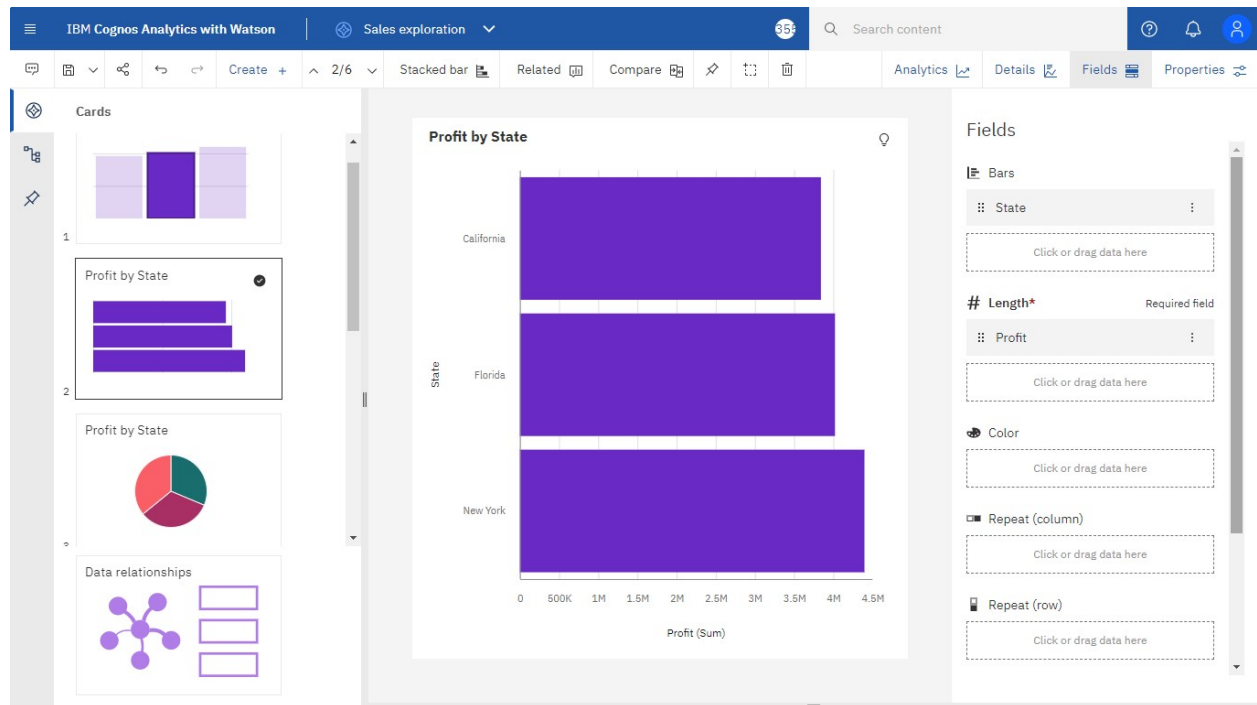 IBM Cognos Analytics with Watson
Sales exploration
Search content
Create +
2/6
Stacked bar
Related
Compare
Analytics
Details
Fields
Properties
Cards
1
Profit by State
2
Profit by State
Data relationships
Profit by State
State
California
Florida
New York
0 500K 1M 1.5M 2M 2.5M 3M 3.5M 4M 4.5M
Profit (Sum)
Fields
Bars
State
Click or drag data here
# Length* Required field
Profit
Click or drag data here
Color
Click or drag data here
Repeat (column)
Click or drag data here
Repeat (row)
Click or drag data here